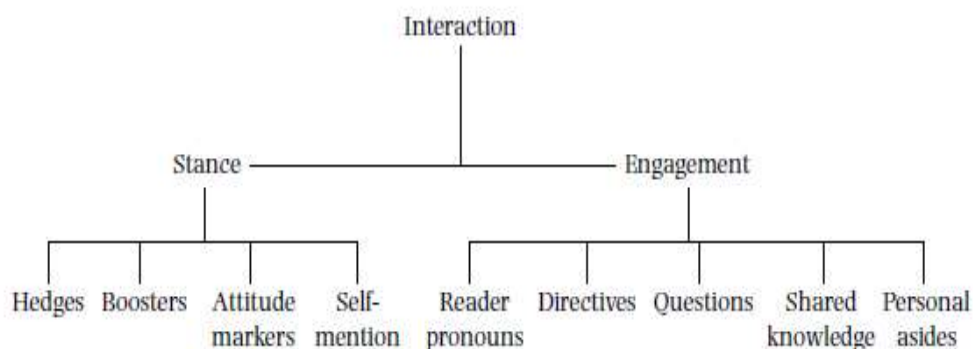 Interaction
Stance Engagement
Hedges Boosters Attitude markers Self-mention Reader pronouns Directives Questions Shared knowledge Personal asides